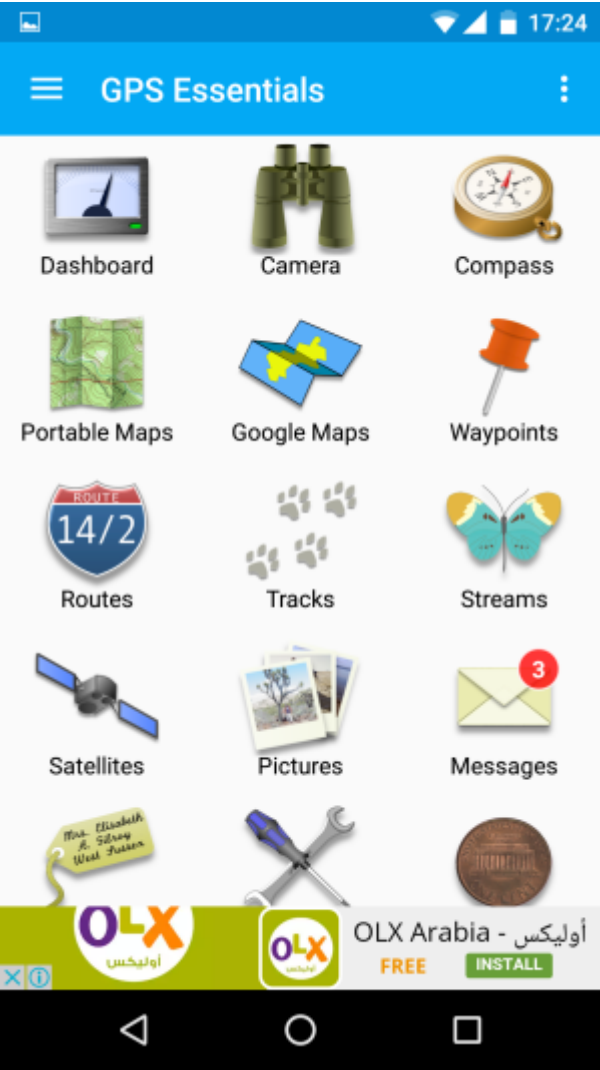 17:24
GPS Essentials
Dashboard
Camera
Compass
Portable Maps
Google Maps
Waypoints
ROUTE
14/2
Routes
Tracks
Streams
3
Satellites
Pictures
Messages
Mrs. Elisabeth
A. Gilroy
West Sussex
OLX
أوليكس
OLX
أوليكس
OLX Arabia - أوليكس
FREE
INSTALL